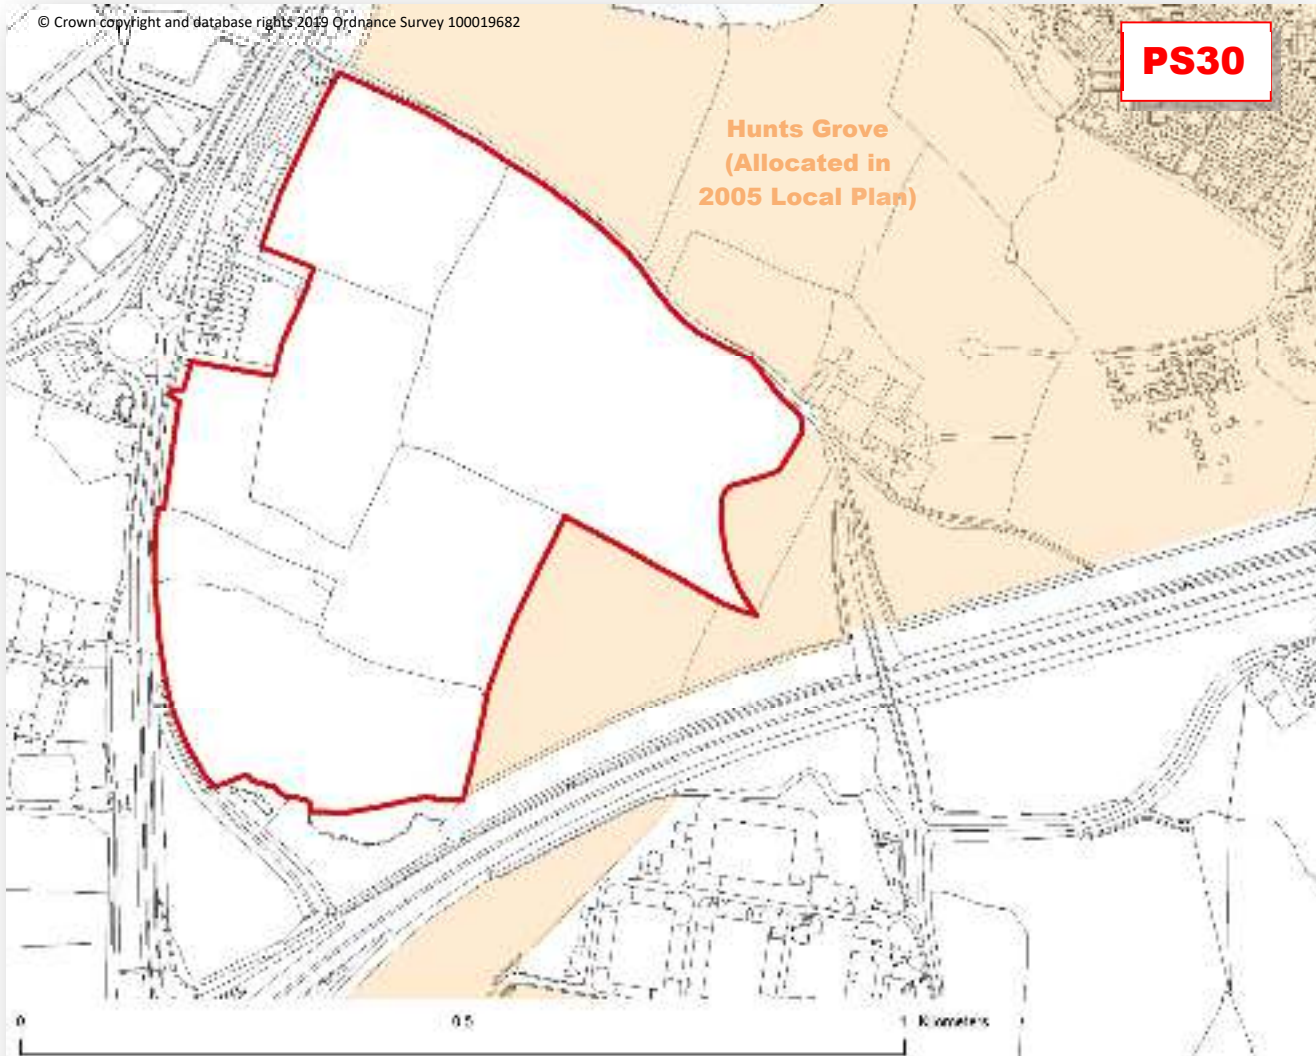 © Crown copyright and database rights 2019 Ordnance Survey 100019682
PS30
Hunts Grove
(Allocated in
2005 Local Plan)
0
0.5
1 Kilometers